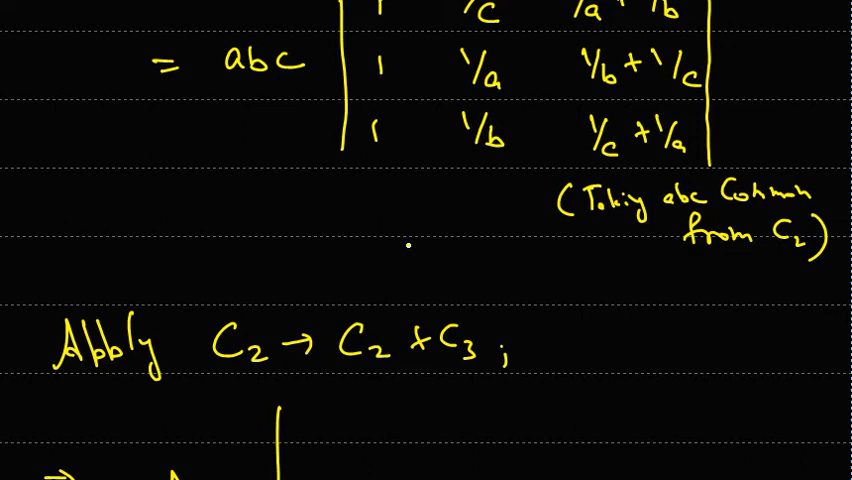 1 1/c 1/a + 1/b
= abc 1 1/a 1/b + 1/c
1 1/b 1/c + 1/a
(Takiy abc Common
from C₂)
Apply C₂ → C₂ + C₃ ;
⇒